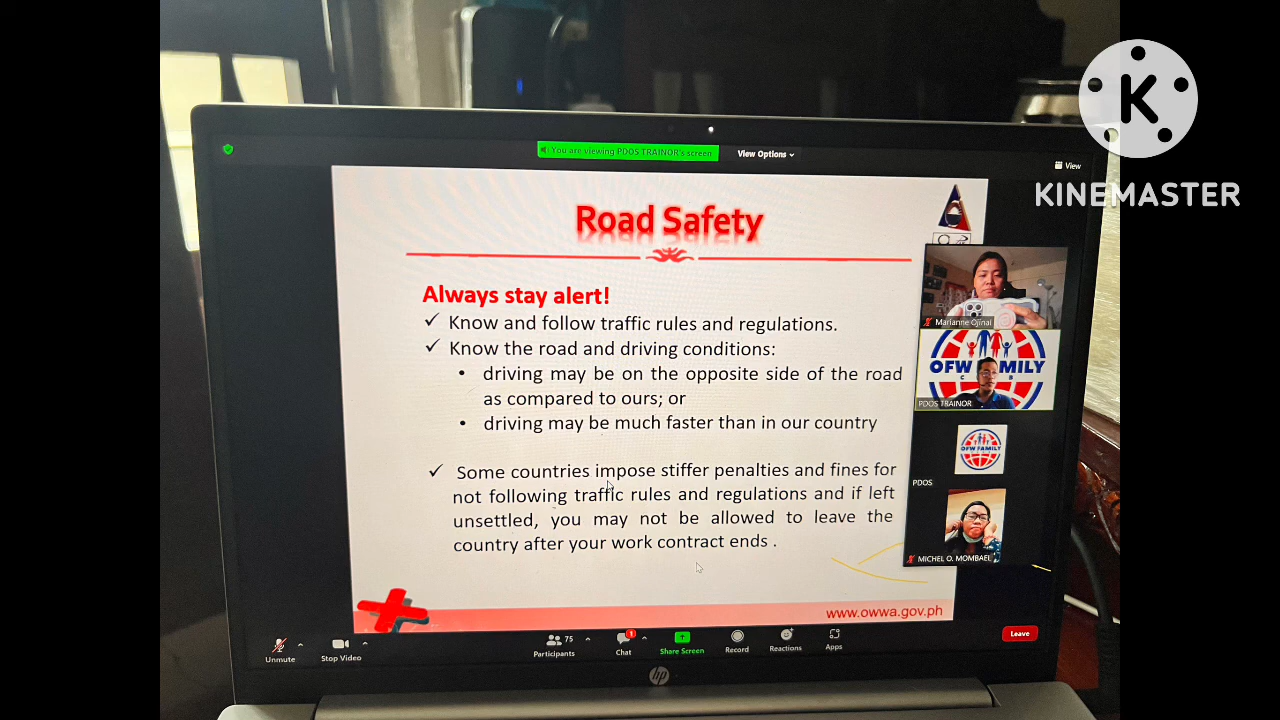 You are viewing PDOS TRAINOR's screen
View Options
View
KINEMASTER
Road Safety
Always stay alert!
✓ Know and follow traffic rules and regulations.
✓ Know the road and driving conditions:
• driving may be on the opposite side of the road
as compared to ours; or
• driving may be much faster than in our country
✓ Some countries impose stiffer penalties and fines for
not following traffic rules and regulations and if left
unsettled, you may not be allowed to leave the
country after your work contract ends .
www.owwa.gov.ph
Marianne Ojinal
OFW MILY
C B
PDOS TRAINOR
OFW FAMILY
PDOS
MICHEL O. MOMBAEL
Unmute
Stop Video
75
Participants
1
Chat
Share Screen
Record
Reactions
Apps
Leave
hp
K